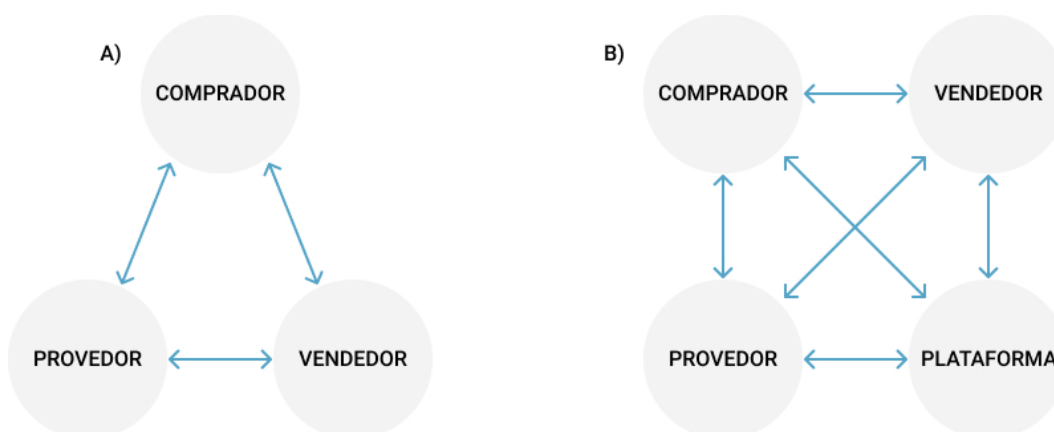 A)
COMPRADOR
PROVEDOR
VENDEDOR
B)
COMPRADOR
VENDEDOR
PROVEDOR
PLATAFORMA